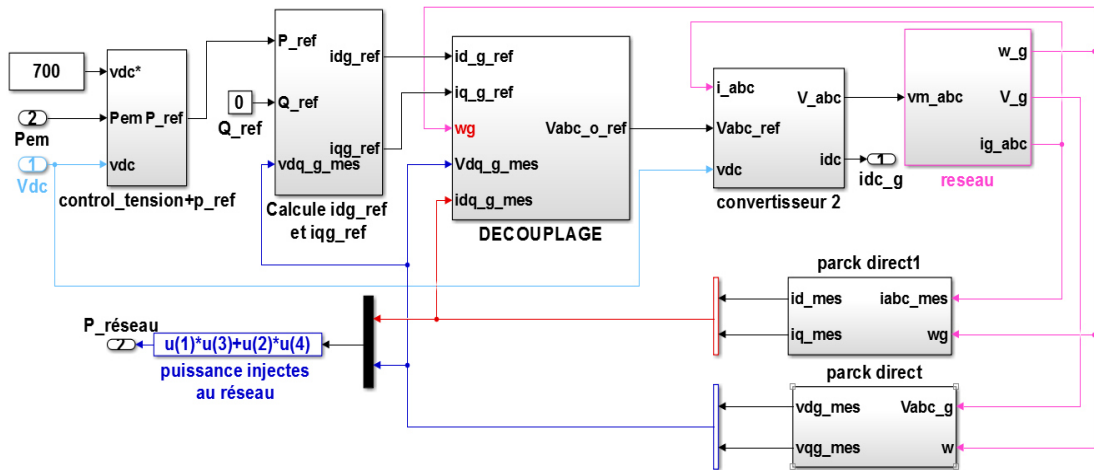 700
vdc*
2
Pem
Pem
P_ref
1
Vdc
vdc
control_tension+p_ref
P_ref
idg_ref
0
Q_ref
Q_ref
iqg_ref
vdq_g_mes
Calcule idg_ref
et iqg_ref
id_g_ref
iq_g_ref
wg
Vabc_o_ref
Vdq_g_mes
idq_g_mes
DECOUPLAGE
i_abc
V_abc
Vabc_ref
idc
vdc
convertisseur 2
1
idc_g
w_g
vm_abc
V_g
ig_abc
reseau
parck direct1
id_mes
iabc_mes
iq_mes
wg
P_réseau
2
u(1)*u(3)+u(2)*u(4)
puissance injectes
au réseau
parck direct
vdg_mes
Vabc_g
vqg_mes
w